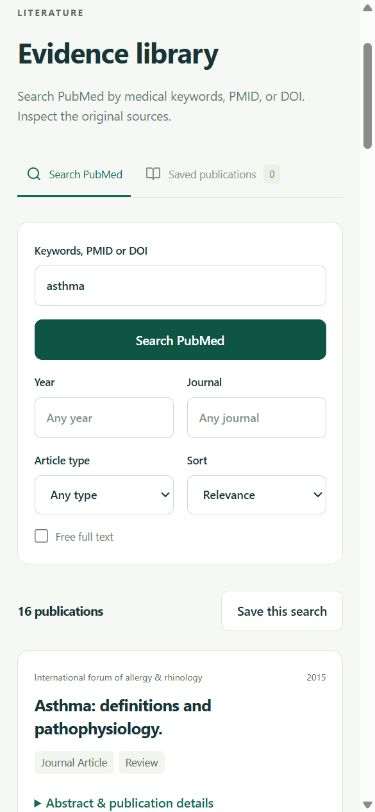 LITERATURE
Evidence library
Search PubMed by medical keywords, PMID, or DOI.
Inspect the original sources.
Search PubMed
Saved publications 0
Keywords, PMID or DOI
asthma
Search PubMed
Year Journal
Any year Any journal
Article type Sort
Any type Relevance
Free full text
16 publications Save this search
International forum of allergy & rhinology 2015
Asthma: definitions and
pathophysiology.
Journal Article Review
Abstract & publication details